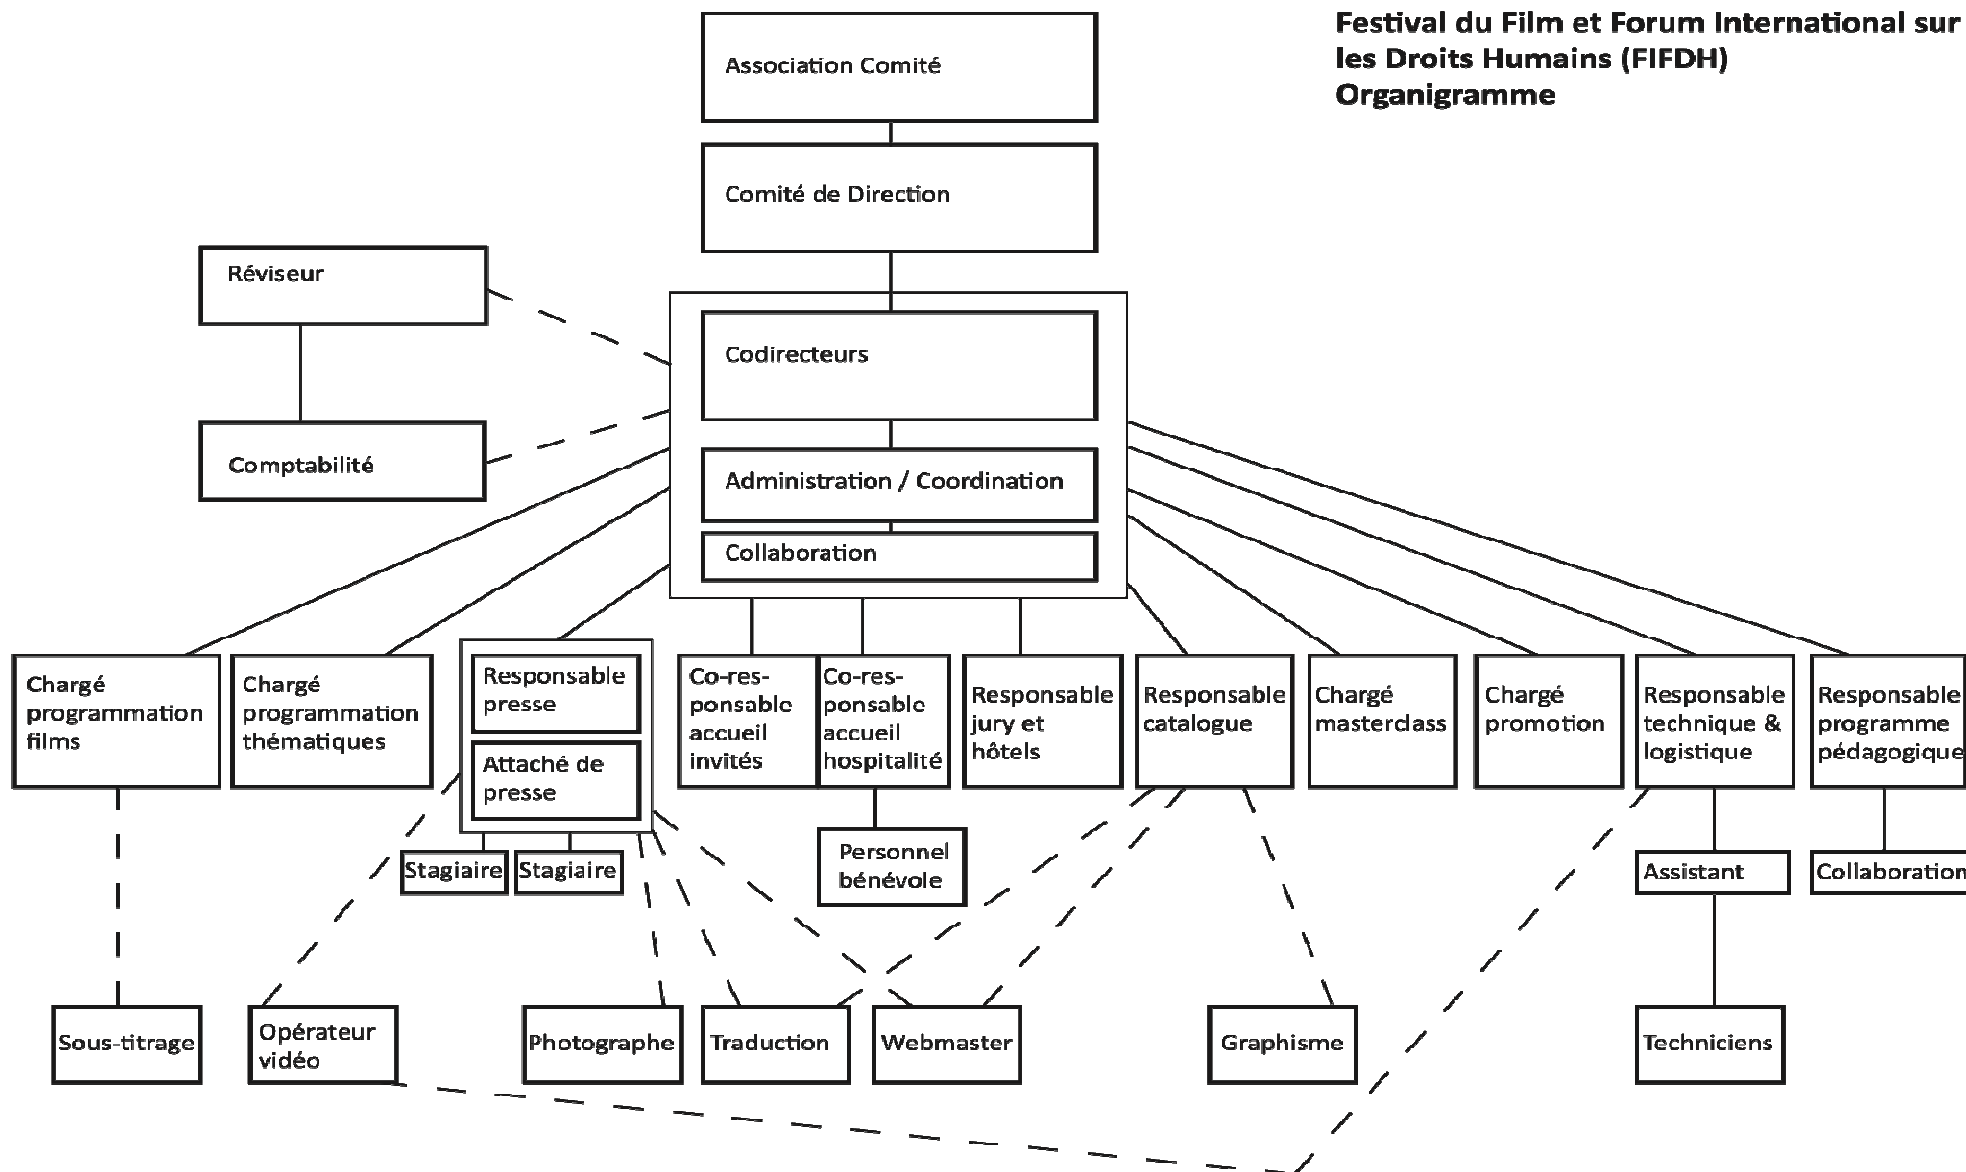 Festival du Film et Forum International sur
les Droits Humains (FIFDH)
Organigramme
Association Comité
Comité de Direction
Réviseur
Codirecteurs
Comptabilité
Administration / Coordination
Collaboration
Chargé
programmation
films
Chargé
programmation
thématiques
Responsable
presse
Attaché de
presse
Co-res-
ponsable
accueil
invités
Co-res-
ponsable
accueil
hospitalité
Responsable
jury et
hôtels
Responsable
catalogue
Chargé
masterclass
Chargé
promotion
Responsable
technique &
logistique
Responsable
programme
pédagogique
Stagiaire
Stagiaire
Personnel
bénévole
Assistant
Collaboration
Sous-titrage
Opérateur
vidéo
Photographe
Traduction
Webmaster
Graphisme
Techniciens